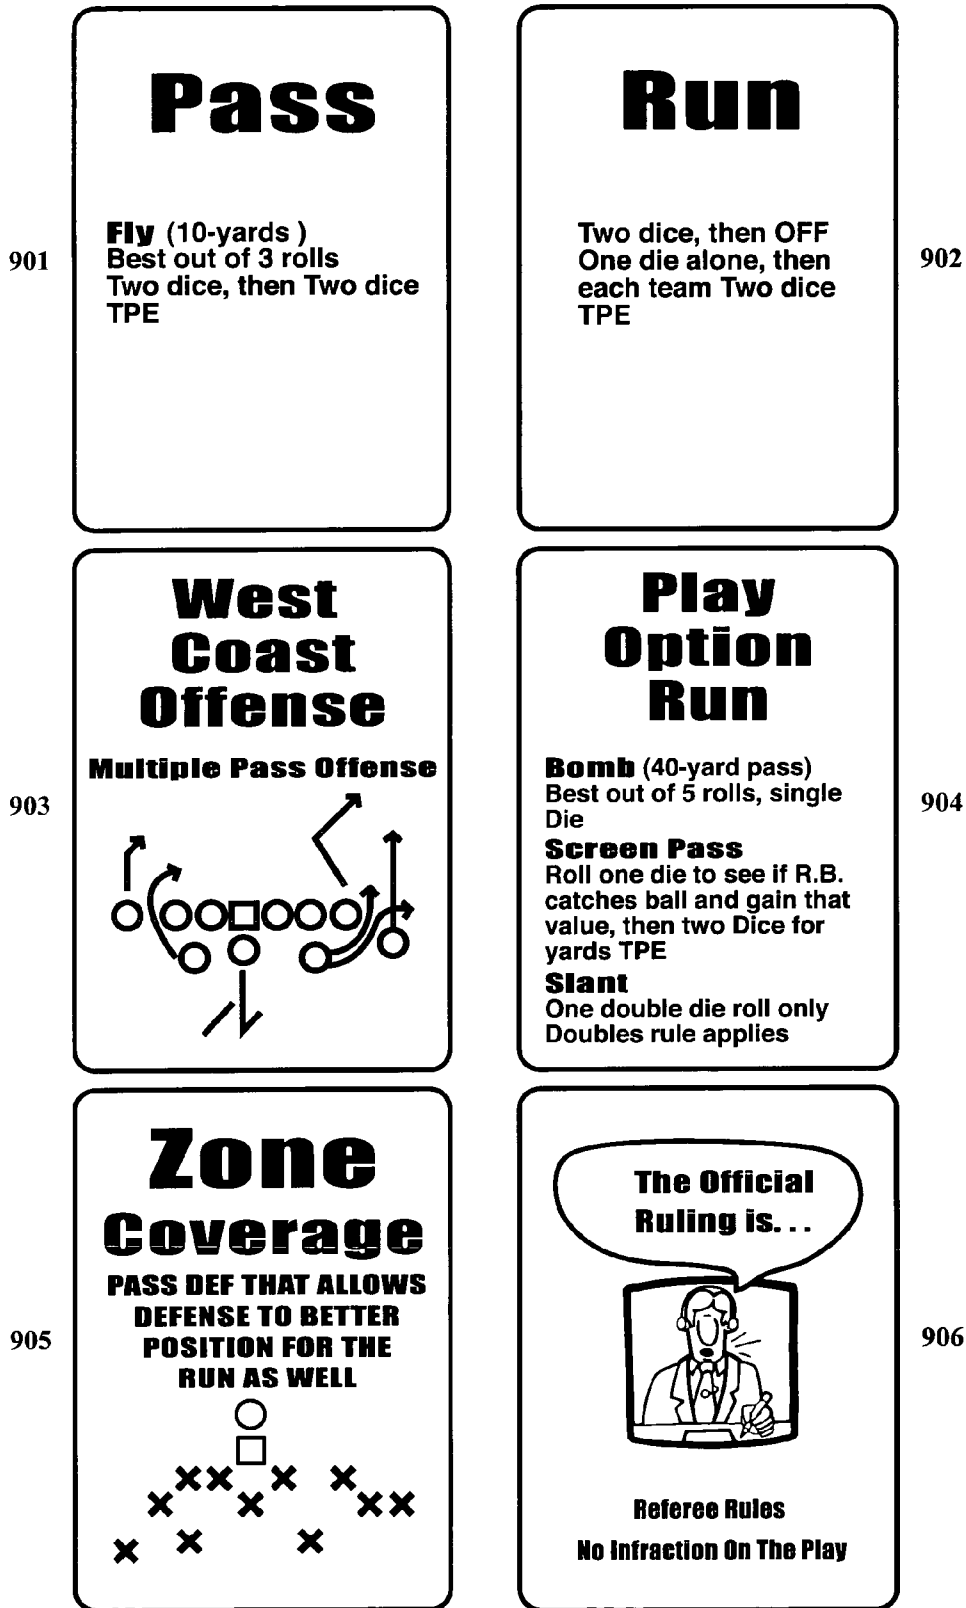 Pass
Fly (10-yards )
Best out of 3 rolls
Two dice, then Two dice
TPE
901
Run
Two dice, then OFF
One die alone, then
each team Two dice
TPE
902
West
Coast
Offense
Multiple Pass Offense
903
Play
Option
Run
Bomb (40-yard pass)
Best out of 5 rolls, single
Die
Screen Pass
Roll one die to see if R.B.
catches ball and gain that
value, then two Dice for
yards TPE
Slant
One double die roll only
Doubles rule applies
904
Zone
Coverage
PASS DEF THAT ALLOWS
DEFENSE TO BETTER
POSITION FOR THE
RUN AS WELL
905
The Official
Ruling is. . .
Referee Rules
No Infraction On The Play
906